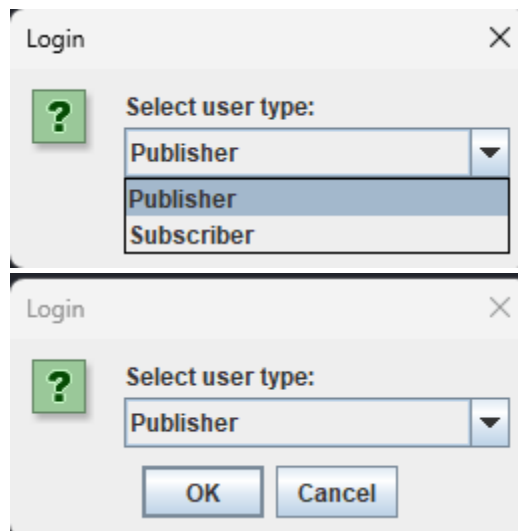 Login
Select user type:
Publisher
Publisher
Subscriber
Login
Select user type:
Publisher
OK Cancel